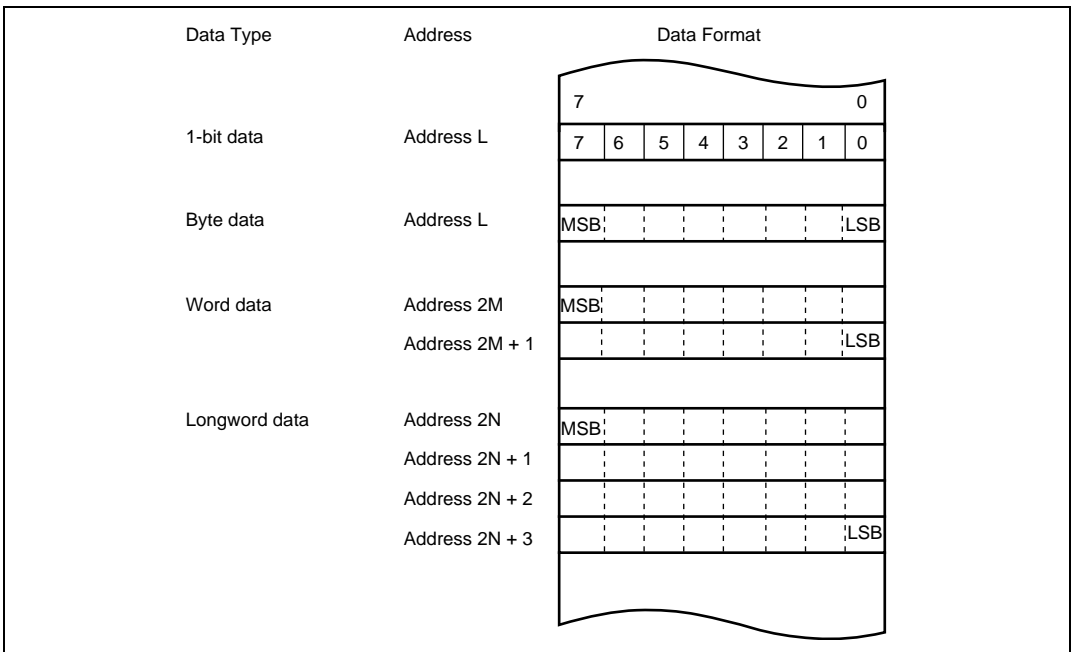 Data Type Address Data Format
7 0
1-bit data Address L 7 6 5 4 3 2 1 0
Byte data Address L MSB LSB
Word data Address 2M MSB
Address 2M + 1 LSB
Longword data Address 2N MSB
Address 2N + 1
Address 2N + 2
Address 2N + 3 LSB